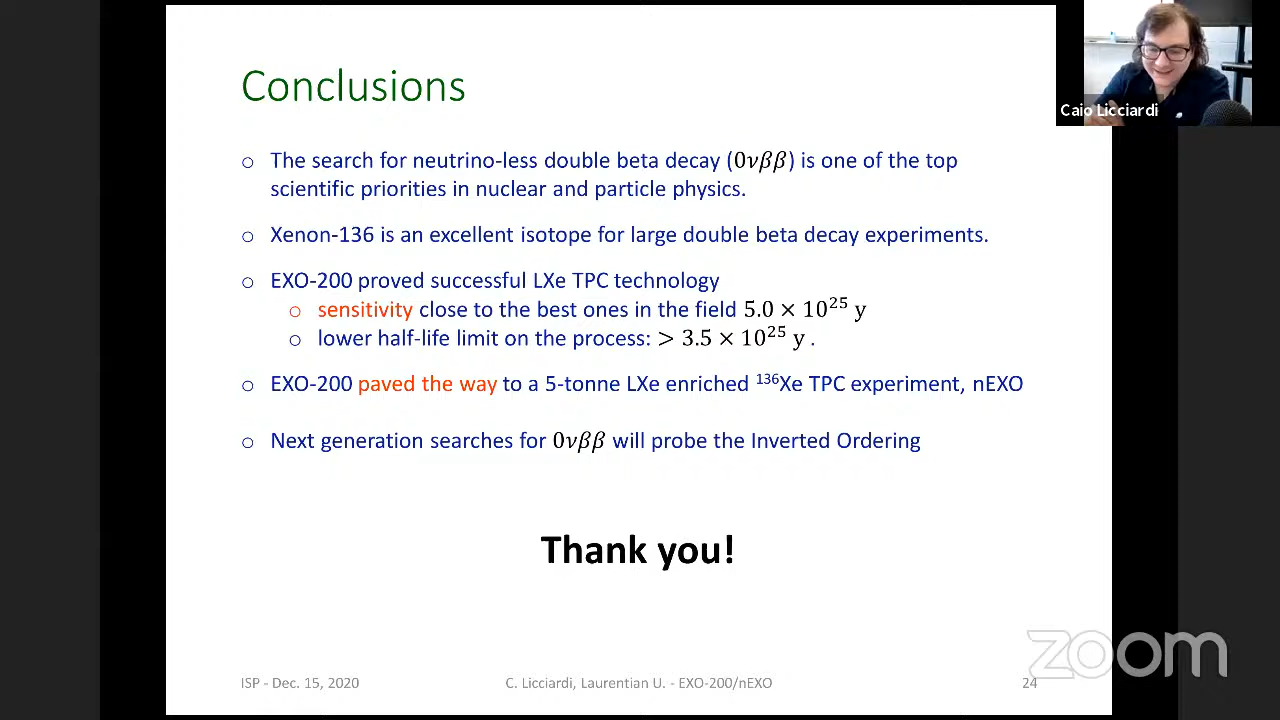 Conclusions
Caio Licciardi
○ The search for neutrino-less double beta decay (0νββ) is one of the top
scientific priorities in nuclear and particle physics.
○ Xenon-136 is an excellent isotope for large double beta decay experiments.
○ EXO-200 proved successful LXe TPC technology
○ sensitivity close to the best ones in the field 5.0 × 10²⁵ y
○ lower half-life limit on the process: > 3.5 × 10²⁵ y .
○ EXO-200 paved the way to a 5-tonne LXe enriched ¹³⁶Xe TPC experiment, nEXO
○ Next generation searches for 0νββ will probe the Inverted Ordering
Thank you!
zoom
ISP - Dec. 15, 2020 C. Licciardi, Laurentian U. - EXO-200/nEXO 24